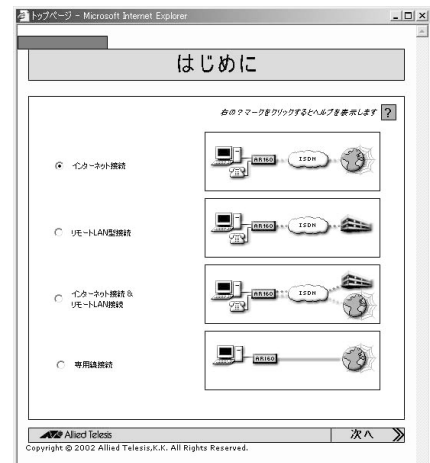 トップページ - Microsoft Internet Explorer
はじめに
右の?マークをクリックするとヘルプを表示します ?
インターネット接続
AR160 ISDN
リモートLAN型接続
AR160 ISDN
インターネット接続 &
リモートLAN接続
AR160 ISDN
専用線接続
AR160
Allied Telesis
次へ
Copyright © 2002 Allied Telesis,K.K. All Rights Reserved.